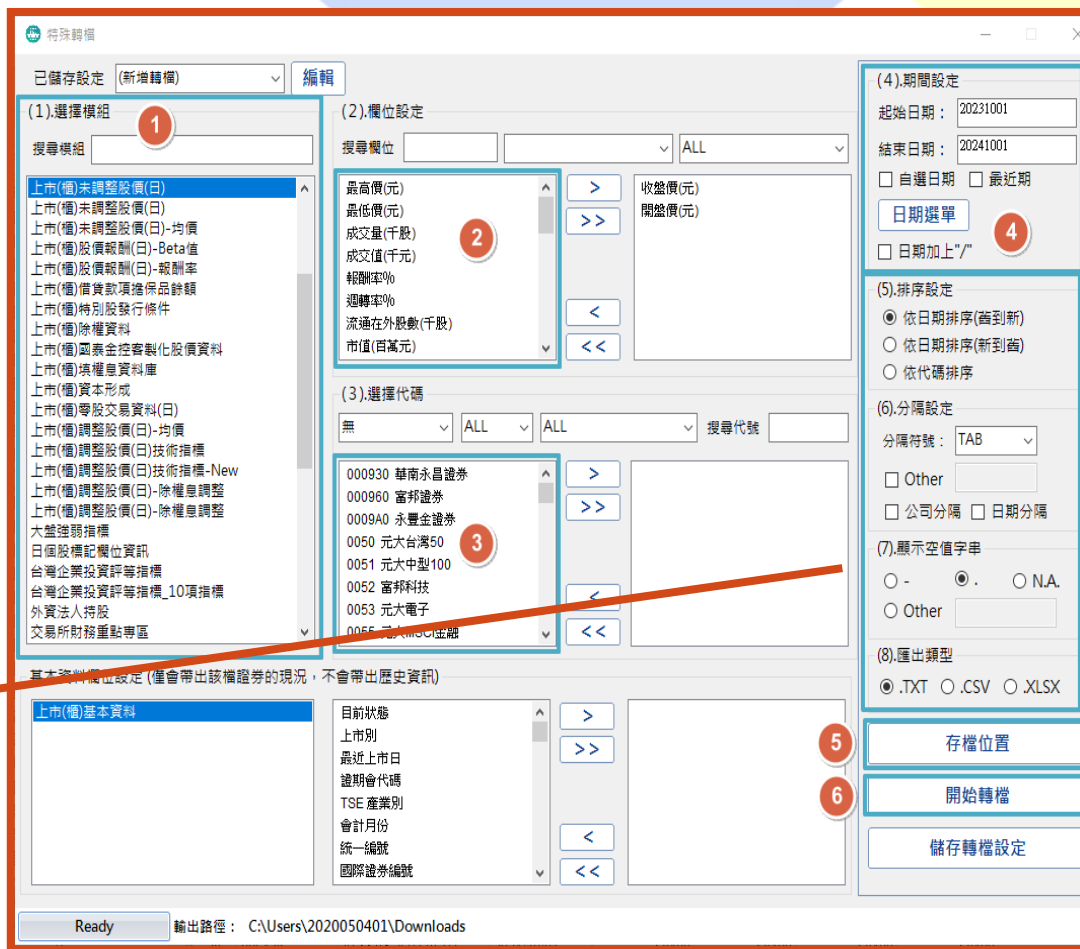 特殊轉檔
已儲存設定 (新增轉檔) 編輯
(1).選擇模組
1
搜尋模組
上市(櫃)未調整股價(日)
上市(櫃)未調整股價(日)
上市(櫃)未調整股價(日)-均價
上市(櫃)股價報酬(日)-Beta值
上市(櫃)股價報酬(日)-報酬率
上市(櫃)借貸款項擔保品餘額
上市(櫃)特別股發行條件
上市(櫃)除權資料
上市(櫃)國泰金控客製化股價資料
上市(櫃)填權息資料庫
上市(櫃)資本形成
上市(櫃)零股交易資料(日)
上市(櫃)調整股價(日)-均價
上市(櫃)調整股價(日)技術指標
上市(櫃)調整股價(日)技術指標-New
上市(櫃)調整股價(日)-除權息調整
上市(櫃)調整股價(日)-除權息調整
大盤強弱指標
日個股標記欄位資訊
台灣企業投資評等指標
台灣企業投資評等指標_10項指標
外資法人持股
交易所財務重點專區
(2).欄位設定
搜尋欄位 ALL
最高價(元)
最低價(元)
成交量(千股)
成交值(千元)
報酬率%
週轉率%
流通在外股數(千股)
市值(百萬元)
2
>
>>
<
<<
收盤價(元)
開盤價(元)
(3).選擇代碼
無 ALL ALL 搜尋代號
000930 華南永昌證券
000960 富邦證券
0009A0 永豐金證券
0050 元大台灣50
0051 元大中型100
0052 富邦科技
0053 元大電子
0055 元大MSCI金融
3
>
>>
<
<<
基本資料欄位設定 (僅會帶出該檔證券的現況，不會帶出歷史資訊)
上市(櫃)基本資料
目前狀態
上市別
最近上市日
證期會代碼
TSE 產業別
會計月份
統一編號
國際證券編號
>
>>
<
<<
(4).期間設定
起始日期： 20231001
結束日期： 20241001
自選日期 最近期
日期選單
4
日期加上"/"
(5).排序設定
依日期排序(舊到新)
依日期排序(新到舊)
依代碼排序
(6).分隔設定
分隔符號： TAB
Other
公司分隔 日期分隔
(7).顯示空值字串
- . N.A.
Other
(8).匯出類型
.TXT .CSV .XLSX
5 存檔位置
6 開始轉檔
儲存轉檔設定
Ready 輸出路徑： C:\Users\2020050401\Downloads